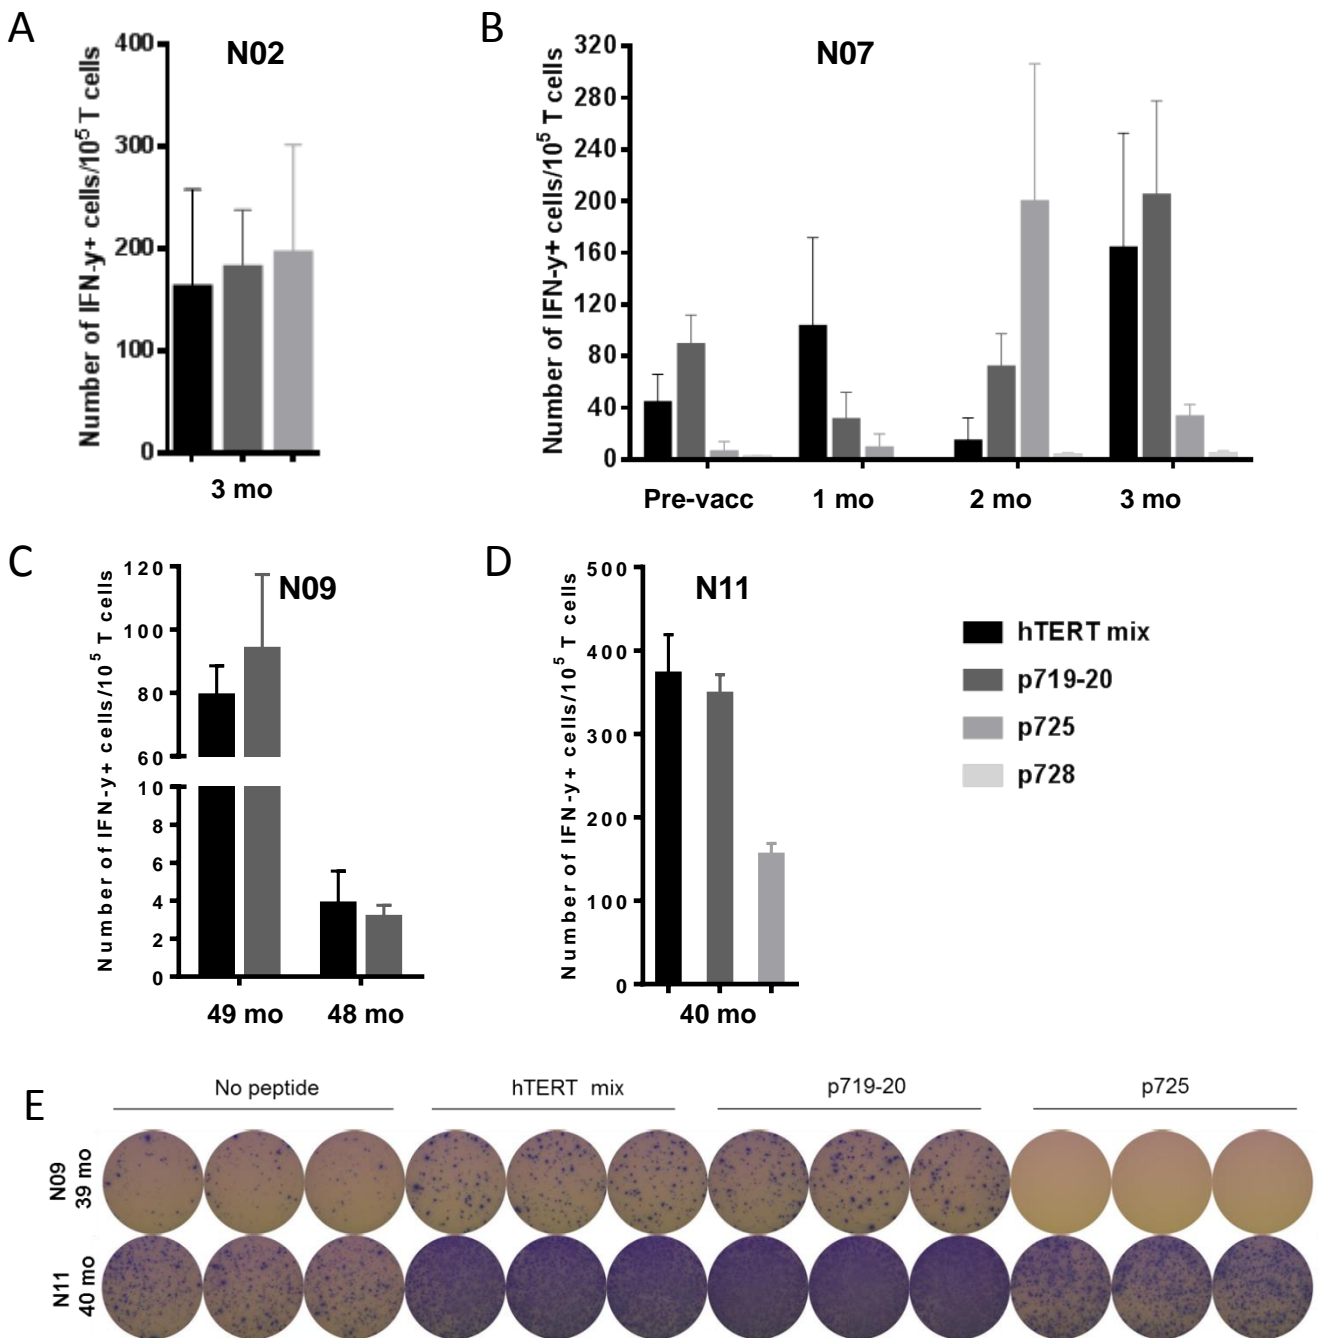 A
N02
Number of IFN-y+ cells/10⁵ T cells
400
300
200
100
0
3 mo
B
N07
Number of IFN-y+ cells/10⁵ T cells
320
280
240
200
160
120
80
40
0
Pre-vacc 1 mo 2 mo 3 mo
C
N09
Number of IFN-y+ cells/10⁵ T cells
120
100
80
60
10
8
6
4
2
0
49 mo 48 mo
D
N11
Number of IFN-y+ cells/10⁵ T cells
500
400
300
200
100
0
40 mo
hTERT mix
p719-20
p725
p728
E
No peptide hTERT mix p719-20 p725
N09
39 mo
N11
40 mo